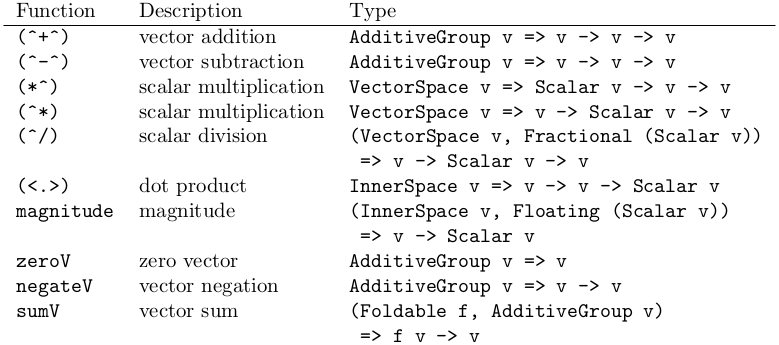 Function Description Type
(^+^) vector addition AdditiveGroup v => v -> v -> v
(^-^) vector subtraction AdditiveGroup v => v -> v -> v
(*^) scalar multiplication VectorSpace v => Scalar v -> v -> v
(^*) scalar multiplication VectorSpace v => v -> Scalar v -> v
(^/) scalar division (VectorSpace v, Fractional (Scalar v))
=> v -> Scalar v -> v
(<.>) dot product InnerSpace v => v -> v -> Scalar v
magnitude magnitude (InnerSpace v, Floating (Scalar v))
=> v -> Scalar v
zeroV zero vector AdditiveGroup v => v
negateV vector negation AdditiveGroup v => v -> v
sumV vector sum (Foldable f, AdditiveGroup v)
=> f v -> v